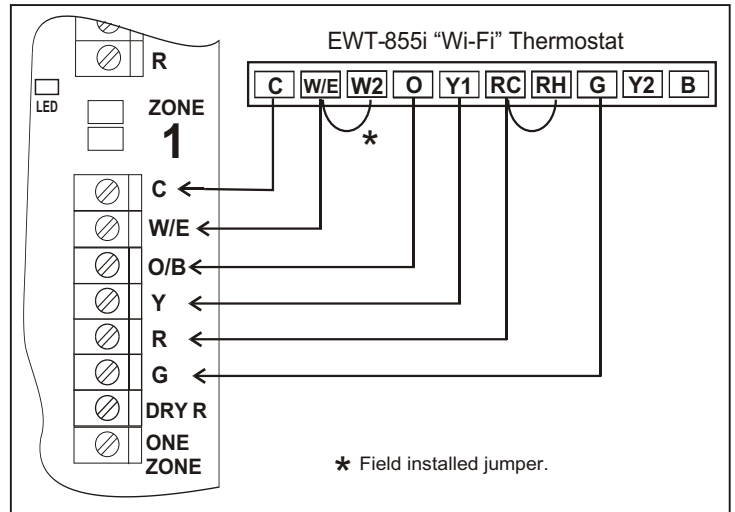 EWT-855i “Wi-Fi” Thermostat
C W/E W2 O Y1 RC RH G Y2 B
*
R
LED
ZONE
1
C
W/E
O/B
Y
R
G
DRY R
ONE
ZONE
* Field installed jumper.